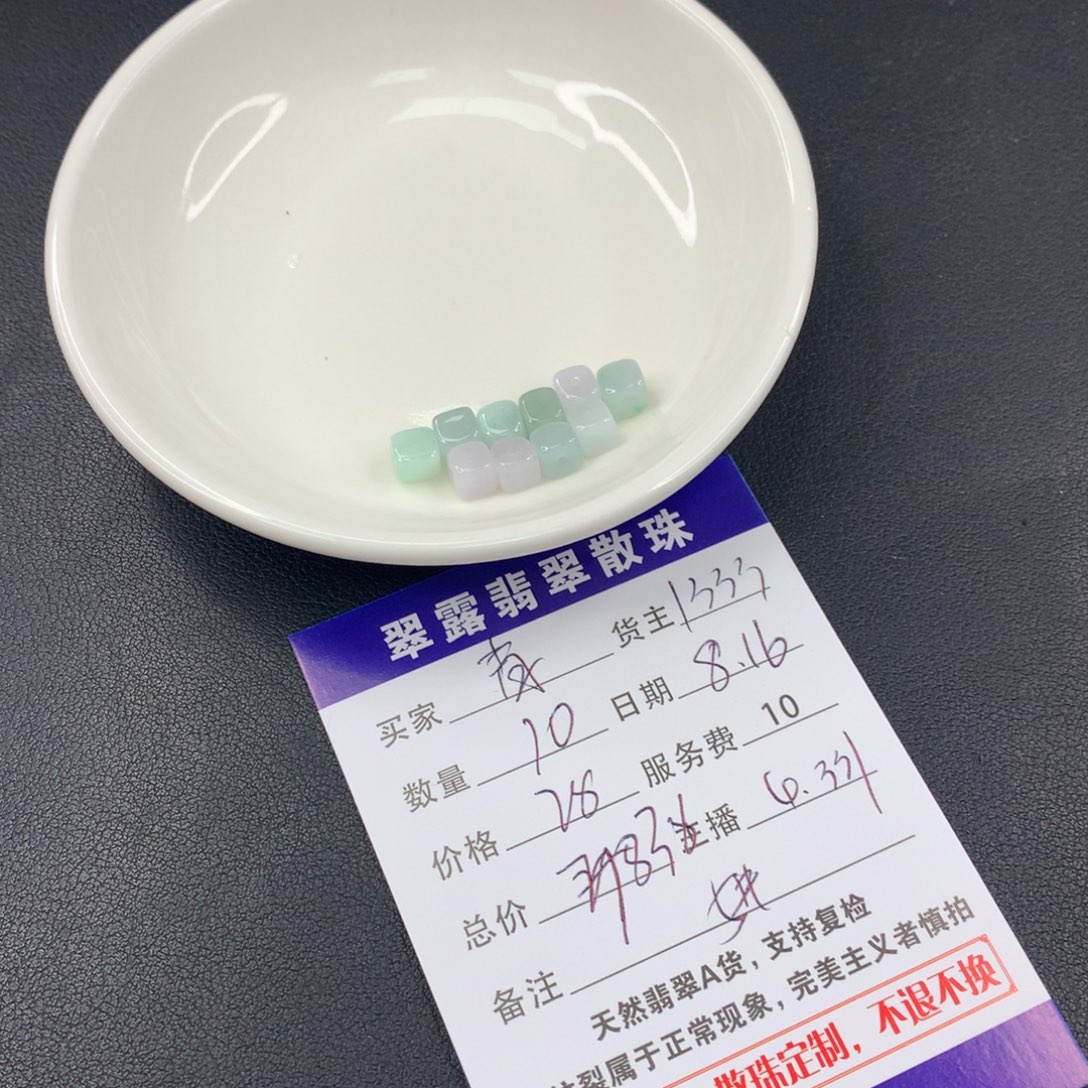 翠露翡翠散珠
买家 货主 1333
数量 10 日期 8.16
价格 28 服务费 10
总价 主播
备注
天然翡翠A货，支持复检
裂属于正常现象，完美主义者慎拍
散珠定制，不退不换